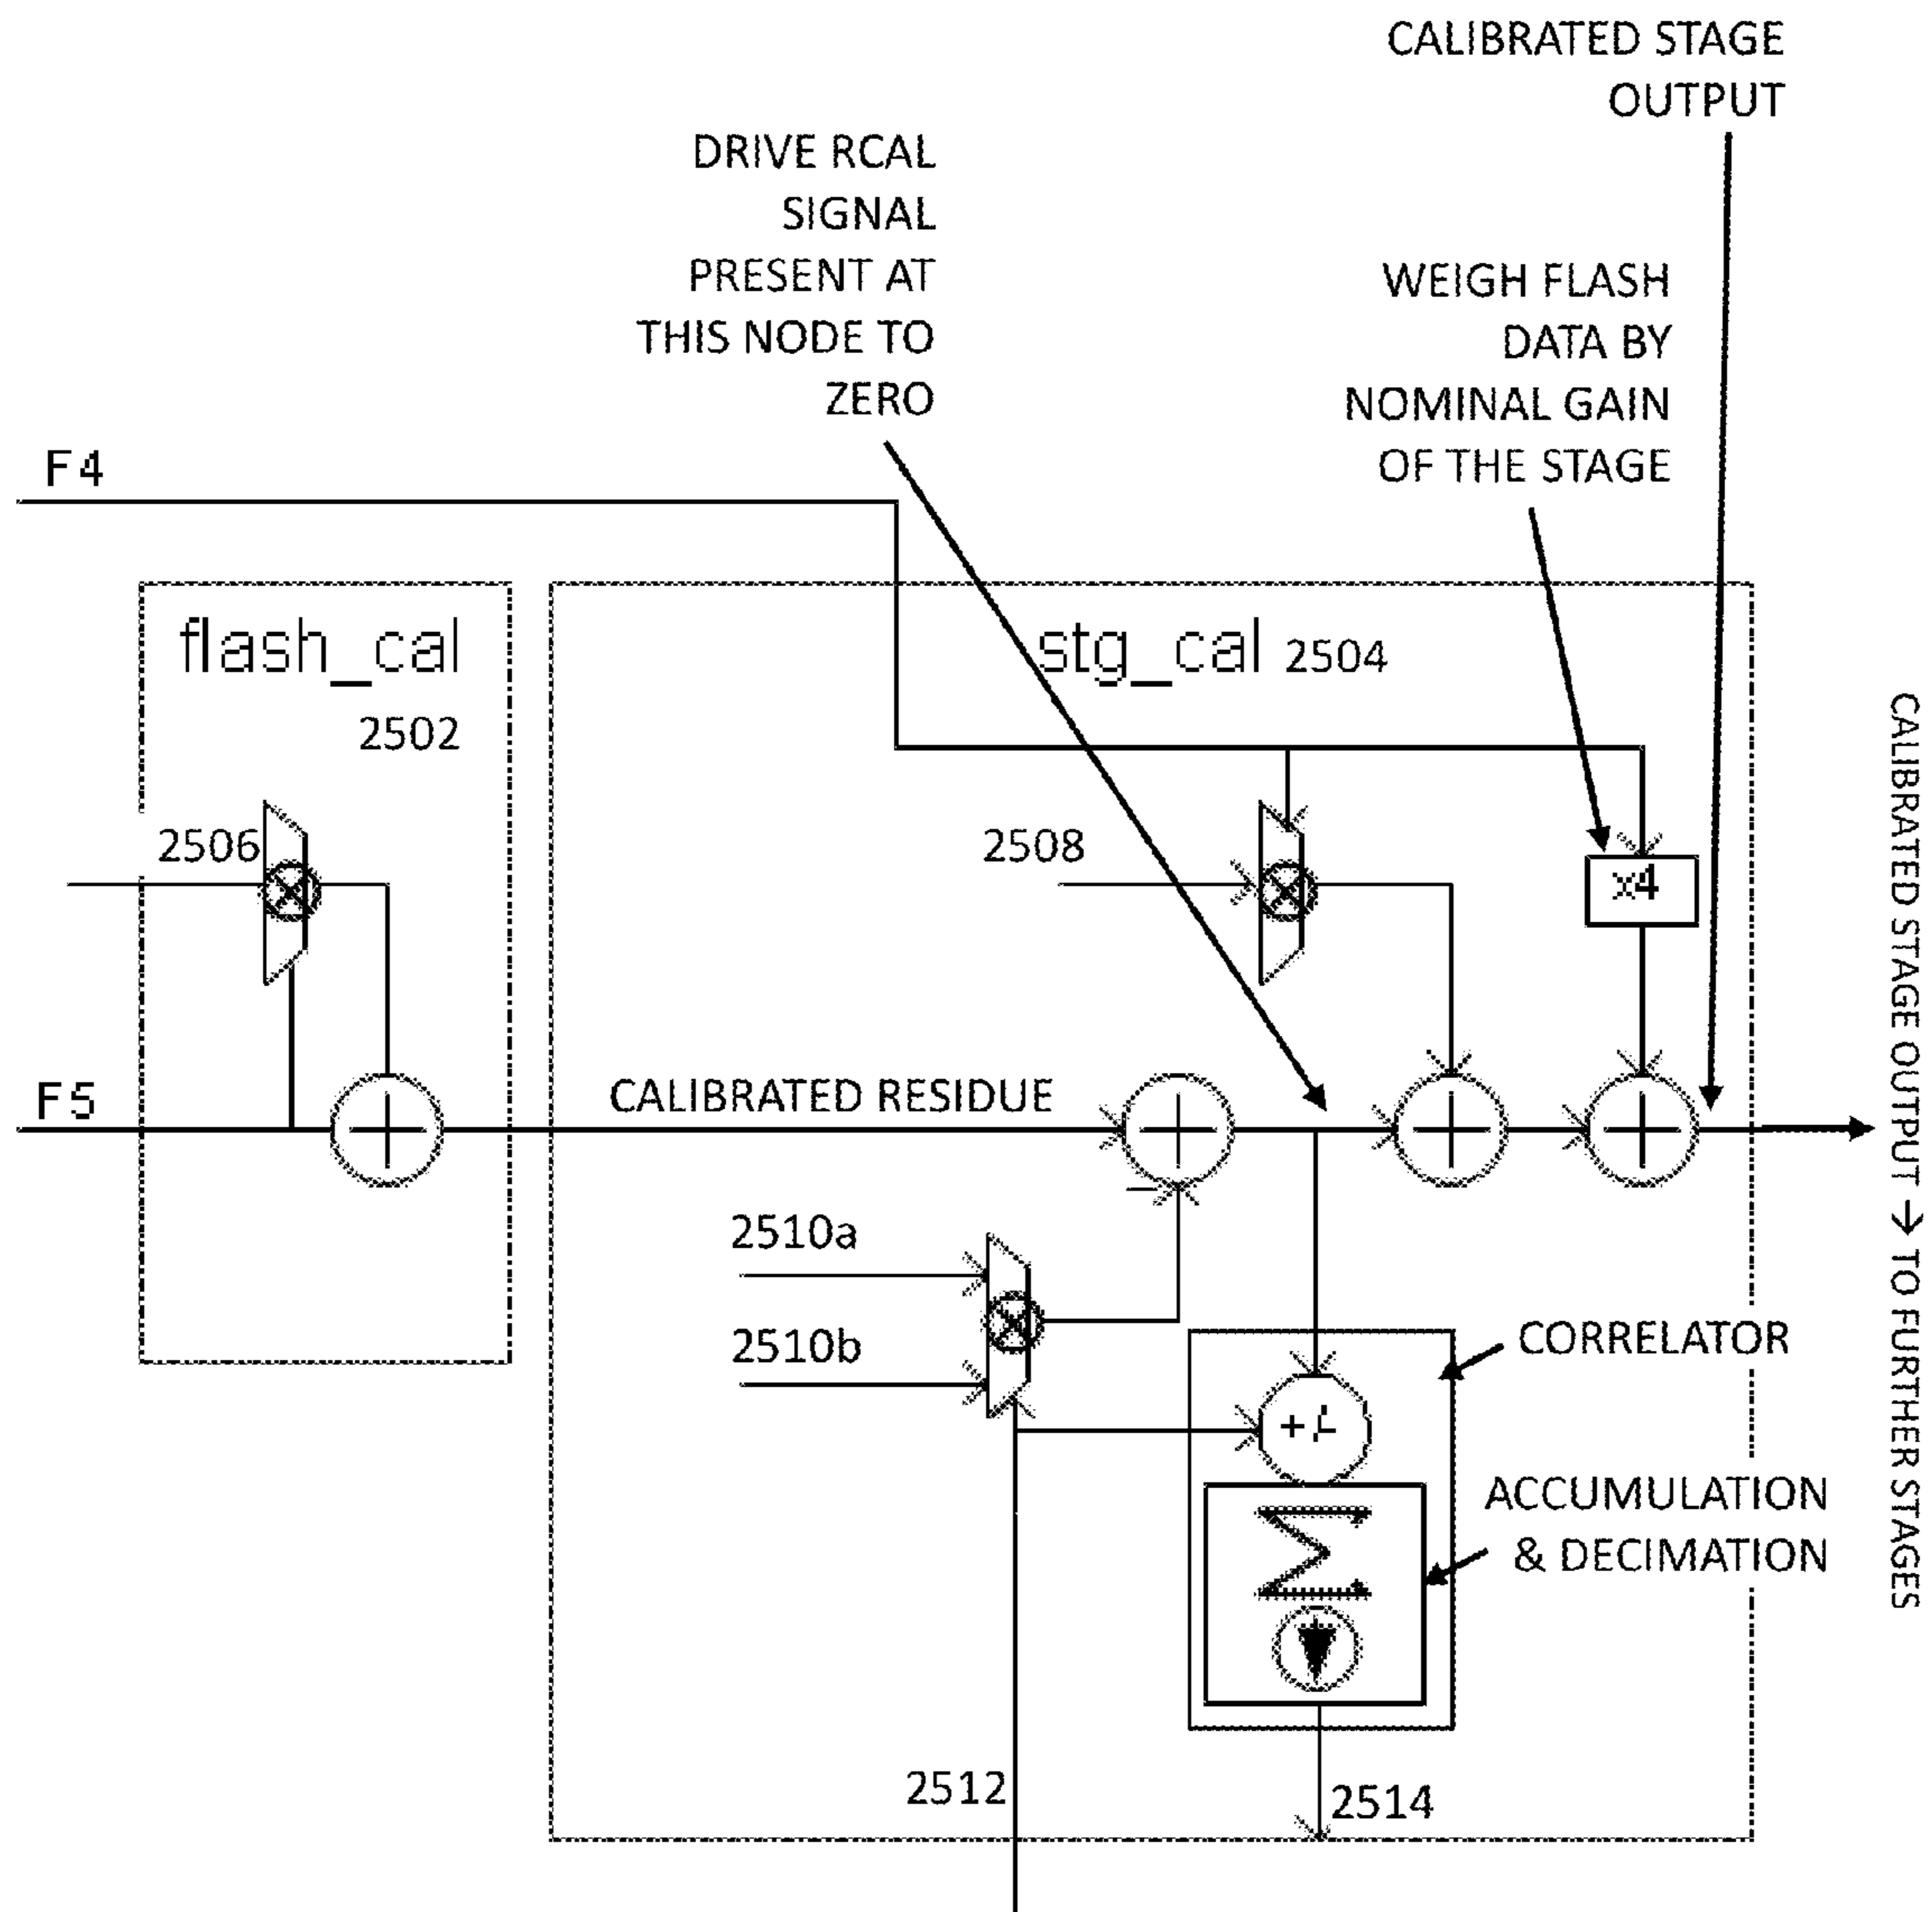 CALIBRATED STAGE
OUTPUT
DRIVE RCAL
SIGNAL
PRESENT AT
THIS NODE TO
ZERO
WEIGH FLASH
DATA BY
NOMINAL GAIN
OF THE STAGE
F4
flash_cal
2502
stg_cal 2504
2506
2508
x4
F5
CALIBRATED RESIDUE
2510a
2510b
+/-
CORRELATOR
ACCUMULATION
& DECIMATION
Σ
2512
2514
CALIBRATED STAGE OUTPUT → TO FURTHER STAGES